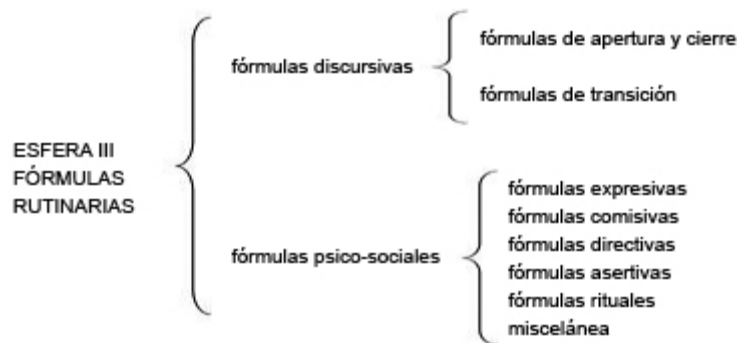 ESFERA III
FÓRMULAS
RUTINARIAS
fórmulas discursivas
fórmulas de apertura y cierre
fórmulas de transición
fórmulas psico-sociales
fórmulas expresivas
fórmulas comisivas
fórmulas directivas
fórmulas asertivas
fórmulas rituales
miscelánea